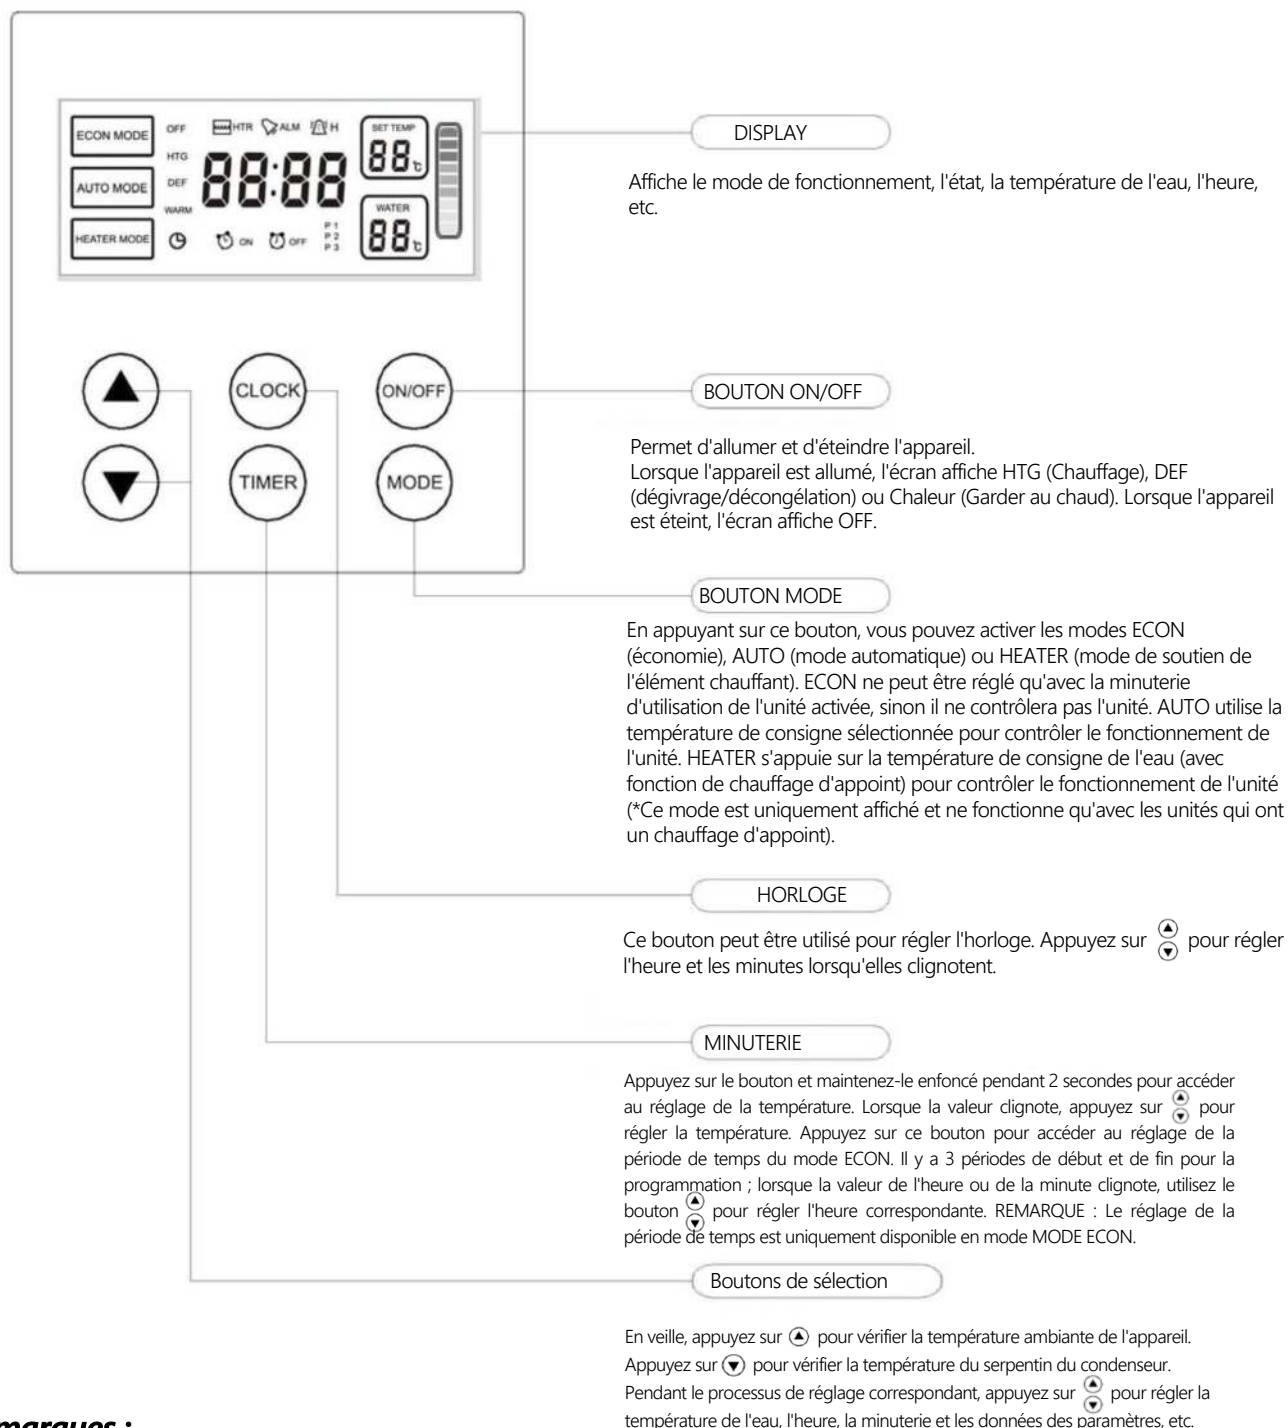 ECON MODE
OFF
HTR
ALM
H
SET TEMP
HTG
88:88
88 °C
AUTO MODE
DEF
WARM
WATER
HEATER MODE
ON
OFF
P 1
P 2
P 3
88 °C
DISPLAY
Affiche le mode de fonctionnement, l'état, la température de l'eau, l'heure,
etc.
CLOCK
ON/OFF
TIMER
MODE
BOUTON ON/OFF
Permet d'allumer et d'éteindre l'appareil.
Lorsque l'appareil est allumé, l'écran affiche HTG (Chauffage), DEF
(dégivrage/décongélation) ou Chaleur (Garder au chaud). Lorsque l'appareil
est éteint, l'écran affiche OFF.
BOUTON MODE
En appuyant sur ce bouton, vous pouvez activer les modes ECON
(économie), AUTO (mode automatique) ou HEATER (mode de soutien de
l'élément chauffant). ECON ne peut être réglé qu'avec la minuterie
d'utilisation de l'unité activée, sinon il ne contrôlera pas l'unité. AUTO utilise la
température de consigne sélectionnée pour contrôler le fonctionnement de
l'unité. HEATER s'appuie sur la température de consigne de l'eau (avec
fonction de chauffage d'appoint) pour contrôler le fonctionnement de l'unité
(*Ce mode est uniquement affiché et ne fonctionne qu'avec les unités qui ont
un chauffage d'appoint).
HORLOGE
Ce bouton peut être utilisé pour régler l'horloge. Appuyez sur pour régler
l'heure et les minutes lorsqu'elles clignotent.
MINUTERIE
Appuyez sur le bouton et maintenez-le enfoncé pendant 2 secondes pour accéder
au réglage de la température. Lorsque la valeur clignote, appuyez sur pour
régler la température. Appuyez sur ce bouton pour accéder au réglage de la
période de temps du mode ECON. Il y a 3 périodes de début et de fin pour la
programmation ; lorsque la valeur de l'heure ou de la minute clignote, utilisez le
bouton pour régler l'heure correspondante. REMARQUE : Le réglage de la
période de temps est uniquement disponible en mode MODE ECON.
Boutons de sélection
En veille, appuyez sur pour vérifier la température ambiante de l'appareil.
Appuyez sur pour vérifier la température du serpentin du condenseur.
Pendant le processus de réglage correspondant, appuyez sur pour régler la
température de l'eau, l'heure, la minuterie et les données des paramètres, etc.
marques :